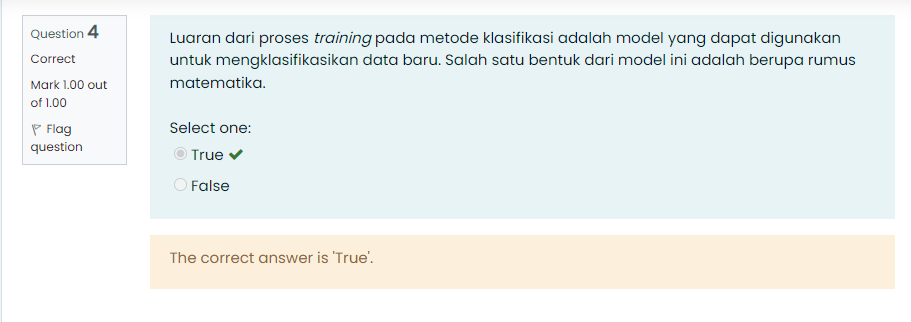 Question 4
Correct
Mark 1.00 out
of 1.00
Flag
question
Luaran dari proses training pada metode klasifikasi adalah model yang dapat digunakan
untuk mengklasifikasikan data baru. Salah satu bentuk dari model ini adalah berupa rumus
matematika.
Select one:
True
False
The correct answer is 'True'.